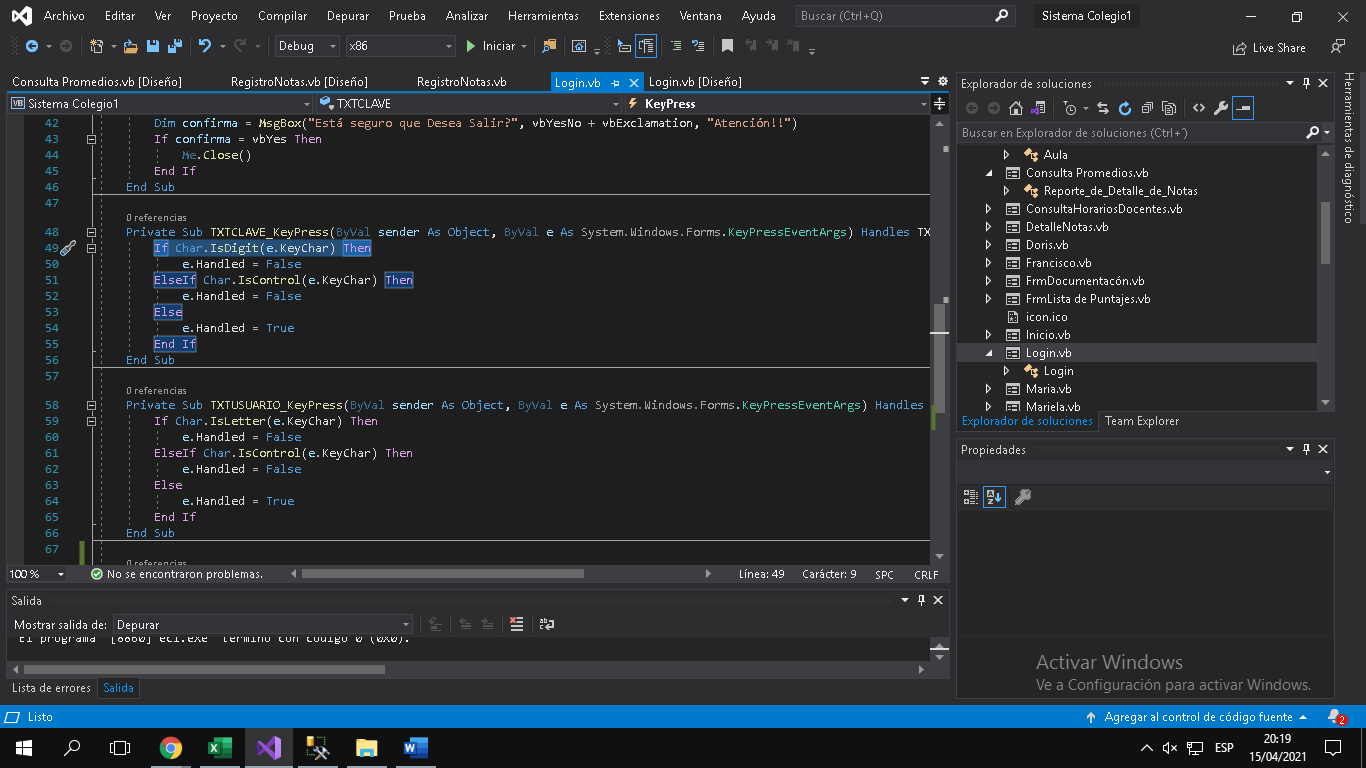 Archivo Editar Ver Proyecto Compilar Depurar Prueba Analizar Herramientas Extensiones Ventana Ayuda Buscar (Ctrl+Q) Sistema Colegio1
Debug x86 Iniciar Live Share
Consulta Promedios.vb [Diseño] RegistroNotas.vb [Diseño] RegistroNotas.vb Login.vb Login.vb [Diseño]
VB Sistema Colegio1 TXTCLAVE KeyPress
42 Dim confirma = MsgBox("Está seguro que Desea Salir?", vbYesNo + vbExclamation, "Atención!!")
43 If confirma = vbYes Then
44 Me.Close()
45 End If
46 End Sub
47
0 referencias
48 Private Sub TXTCLAVE_KeyPress(ByVal sender As Object, ByVal e As System.Windows.Forms.KeyPressEventArgs) Handles TX
49 If Char.IsDigit(e.KeyChar) Then
50 e.Handled = False
51 ElseIf Char.IsControl(e.KeyChar) Then
52 e.Handled = False
53 Else
54 e.Handled = True
55 End If
56 End Sub
57
0 referencias
58 Private Sub TXTUSUARIO_KeyPress(ByVal sender As Object, ByVal e As System.Windows.Forms.KeyPressEventArgs) Handles
59 If Char.IsLetter(e.KeyChar) Then
60 e.Handled = False
61 ElseIf Char.IsControl(e.KeyChar) Then
62 e.Handled = False
63 Else
64 e.Handled = True
65 End If
66 End Sub
67
0 referencias
100 % No se encontraron problemas. Línea: 49 Carácter: 9 SPC CRLF
Salida
Mostrar salida de: Depurar
El programa '[8860] eci.exe' terminó con código 0 (0x0).
Lista de errores Salida
Explorador de soluciones
Buscar en Explorador de soluciones (Ctrl+´)
Aula
Consulta Promedios.vb
Reporte_de_Detalle_de_Notas
ConsultaHorariosDocentes.vb
DetalleNotas.vb
Doris.vb
Francisco.vb
FrmDocumentacón.vb
FrmLista de Puntajes.vb
icon.ico
Inicio.vb
Login.vb
Login
Maria.vb
Mariela.vb
Explorador de soluciones Team Explorer
Propiedades
Herramientas de diagnóstico
Activar Windows
Ve a Configuración para activar Windows.
Listo Agregar al control de código fuente 2
ESP 20:19
15/04/2021